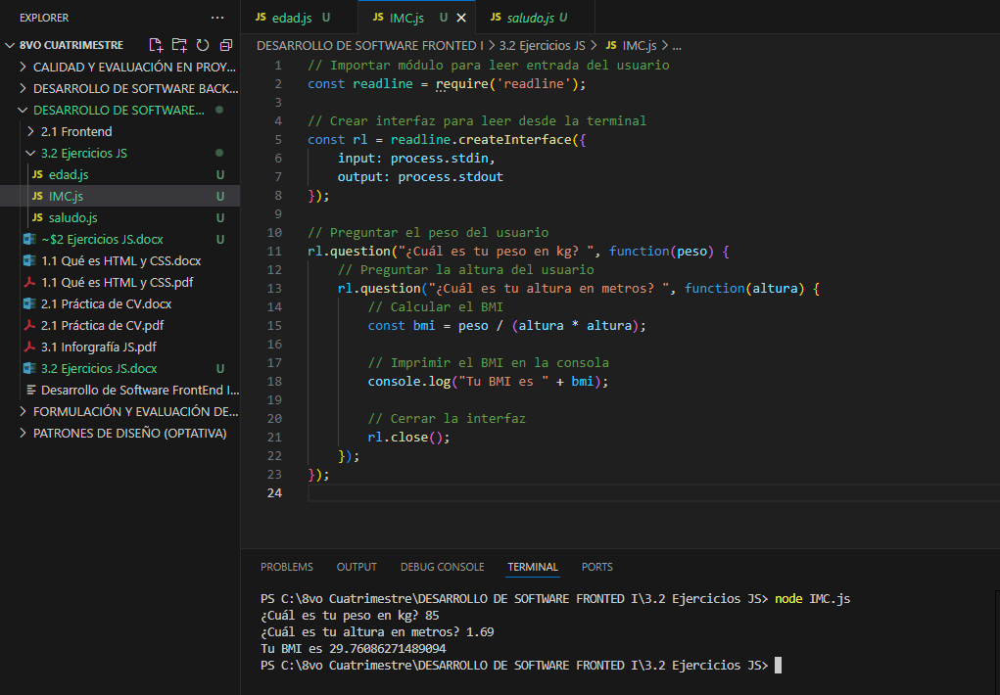 EXPLORER
8VO CUATRIMESTRE
CALIDAD Y EVALUACIÓN EN PROY...
DESARROLLO DE SOFTWARE BACK...
DESARROLLO DE SOFTWARE...
2.1 Frontend
3.2 Ejercicios JS
JS edad.js U
JS IMC.js U
JS saludo.js U
~$2 Ejercicios JS.docx U
1.1 Qué es HTML y CSS.docx
1.1 Qué es HTML y CSS.pdf
2.1 Práctica de CV.docx
2.1 Práctica de CV.pdf
3.1 Inforgrafía JS.pdf
3.2 Ejercicios JS.docx U
Desarrollo de Software FrontEnd I...
FORMULACIÓN Y EVALUACIÓN DE...
PATRONES DE DISEÑO (OPTATIVA)
JS edad.js U JS IMC.js U JS saludo.js U
DESARROLLO DE SOFTWARE FRONTED I > 3.2 Ejercicios JS > JS IMC.js > ...
1 // Importar módulo para leer entrada del usuario
2 const readline = require('readline');
3
4 // Crear interfaz para leer desde la terminal
5 const rl = readline.createInterface({
6 input: process.stdin,
7 output: process.stdout
8 });
9
10 // Preguntar el peso del usuario
11 rl.question("¿Cuál es tu peso en kg? ", function(peso) {
12 // Preguntar la altura del usuario
13 rl.question("¿Cuál es tu altura en metros? ", function(altura) {
14 // Calcular el BMI
15 const bmi = peso / (altura * altura);
16
17 // Imprimir el BMI en la consola
18 console.log("Tu BMI es " + bmi);
19
20 // Cerrar la interfaz
21 rl.close();
22 });
23 });
24
PROBLEMS OUTPUT DEBUG CONSOLE TERMINAL PORTS
PS C:\8vo Cuatrimestre\DESARROLLO DE SOFTWARE FRONTED I\3.2 Ejercicios JS> node IMC.js
¿Cuál es tu peso en kg? 85
¿Cuál es tu altura en metros? 1.69
Tu BMI es 29.76086271489094
PS C:\8vo Cuatrimestre\DESARROLLO DE SOFTWARE FRONTED I\3.2 Ejercicios JS>